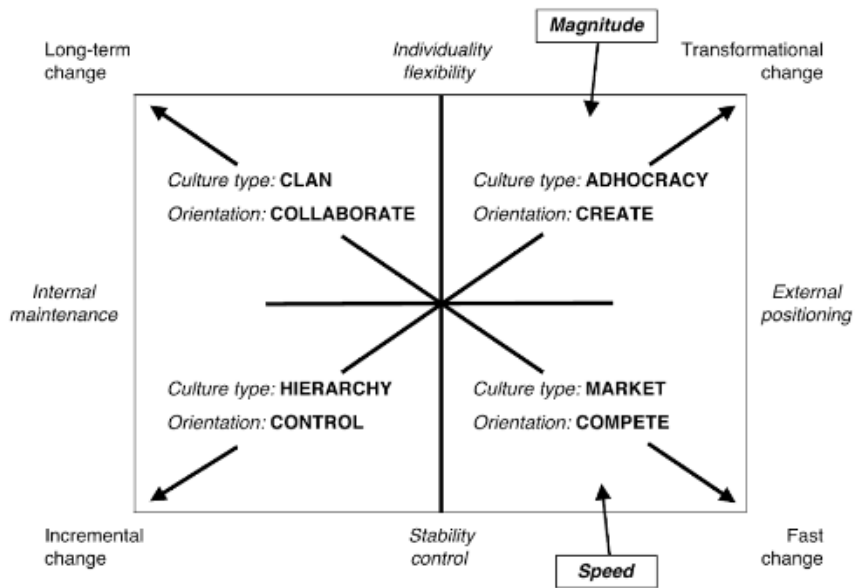 Magnitude
Long-term
change
Individuality
flexibility
Transformational
change
Culture type: CLAN
Orientation: COLLABORATE
Culture type: ADHOCRACY
Orientation: CREATE
Internal
maintenance
External
positioning
Culture type: HIERARCHY
Orientation: CONTROL
Culture type: MARKET
Orientation: COMPETE
Incremental
change
Stability
control
Speed
Fast
change